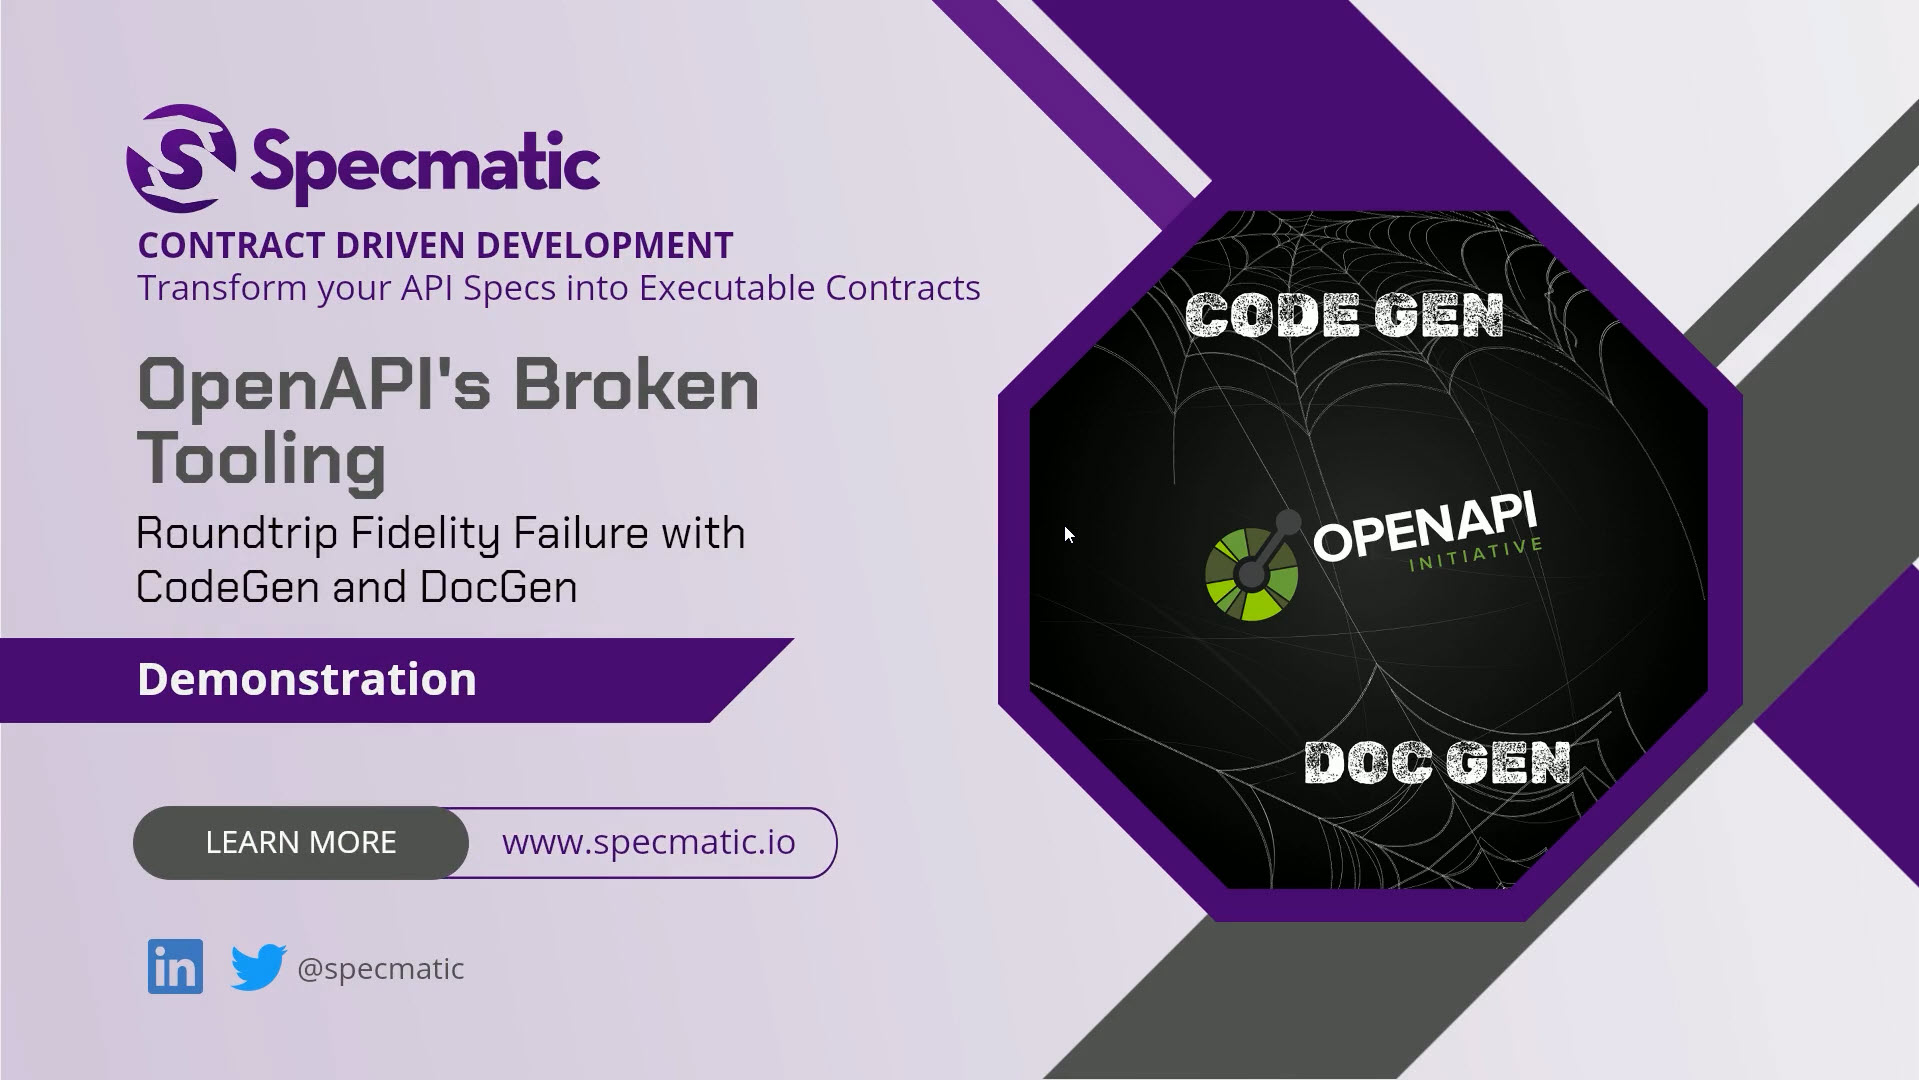 Specmatic
CONTRACT DRIVEN DEVELOPMENT
Transform your API Specs into Executable Contracts
OpenAPI's Broken
Tooling
Roundtrip Fidelity Failure with
CodeGen and DocGen
Demonstration
LEARN MORE
www.specmatic.io
in
@specmatic
CODE GEN
OPENAPI
INITIATIVE
DOC GEN